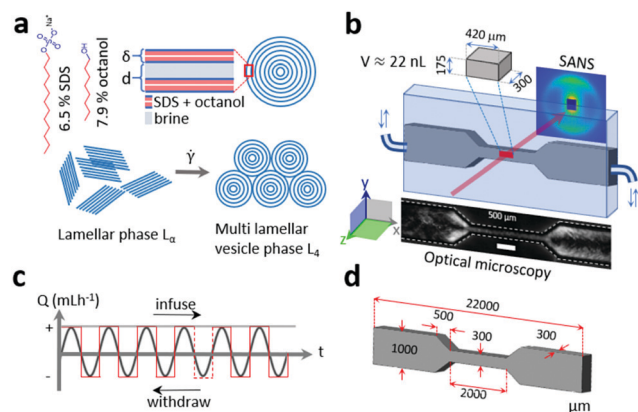 a
Na⁺
O
O
S
O
O
OH
6.5 % SDS
7.9% octanol
δ
d
SDS + octanol
brine
γ̇
Lamellar phase Lα
Multi lamellar
vesicle phase L4
b
420 µm
V ≈ 22 nL
175
300
SANS
y
x
z
500 µm
Optical microscopy
c
Q (mLh⁻¹)
infuse
+
t
-
withdraw
d
22000
500
300
300
1000
2000
µm